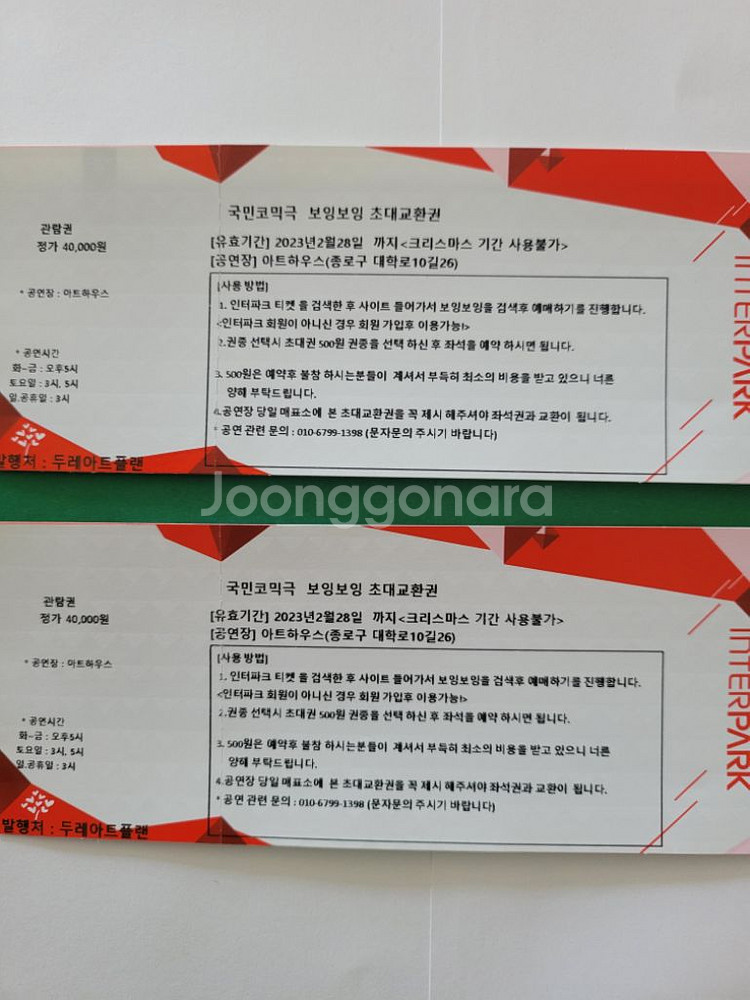 관람권
정가 40,000원
* 공연장 : 아트하우스
* 공연시간
화~금 : 오후5시
토요일 : 3시, 5시
일.공휴일 : 3시
발행처 : 두레아트플랜
국민코믹극 보잉보잉 초대교환권
[유효기간] 2023년2월28일 까지<크리스마스 기간 사용불가>
[공연장] 아트하우스(종로구 대학로10길26)
[사용 방법]
1. 인터파크 티켓 을 검색한 후 사이트 들어가서 보잉보잉을 검색후 예매하기를 진행합니다.
<인터파크 회원이 아니신 경우 회원 가입후 이용가능!>
2.권종 선택시 초대권 500원 권종을 선택 하신 후 좌석을 예약 하시면 됩니다.
3. 500원은 예약후 불참 하시는분들이 계셔서 부득히 최소의 비용을 받고 있으니 너른
양해 부탁드립니다.
4.공연장 당일 매표소에 본 초대교환권을 꼭 제시 해주셔야 좌석권과 교환이 됩니다.
* 공연 관련 문의 : 010-6799-1398 (문자문의 주시기 바랍니다)
INTERPARK
Joonggonara
관람권
정가 40,000원
* 공연장 : 아트하우스
* 공연시간
화~금 : 오후5시
토요일 : 3시, 5시
일.공휴일 : 3시
발행처 : 두레아트플랜
국민코믹극 보잉보잉 초대교환권
[유효기간] 2023년2월28일 까지<크리스마스 기간 사용불가>
[공연장] 아트하우스(종로구 대학로10길26)
[사용 방법]
1. 인터파크 티켓 을 검색한 후 사이트 들어가서 보잉보잉을 검색후 예매하기를 진행합니다.
<인터파크 회원이 아니신 경우 회원 가입후 이용가능!>
2.권종 선택시 초대권 500원 권종을 선택 하신 후 좌석을 예약 하시면 됩니다.
3. 500원은 예약후 불참 하시는분들이 계셔서 부득히 최소의 비용을 받고 있으니 너른
양해 부탁드립니다.
4.공연장 당일 매표소에 본 초대교환권을 꼭 제시 해주셔야 좌석권과 교환이 됩니다.
* 공연 관련 문의 : 010-6799-1398 (문자문의 주시기 바랍니다)
INTERPARK